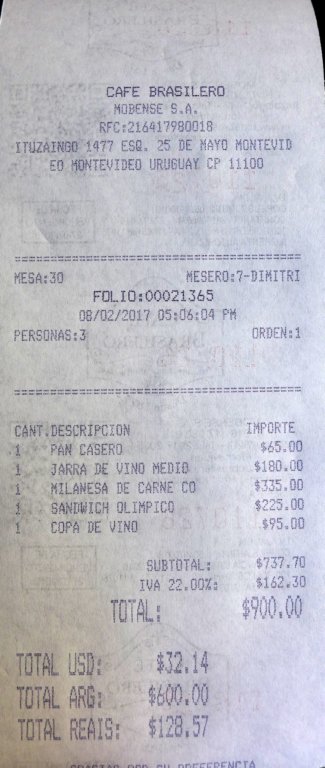 CAFE BRASILERO
MOBENSE S.A.
RFC:216417980018
ITUZAINGO 1477 ESQ. 25 DE MAYO MONTEVID
EO MONTEVIDEO URUGUAY CP 11100
MESA:30 MESERO:7-DIMITRI
FOLIO:00021365
08/02/2017 05:06:04 PM
PERSONAS:3 ORDEN:1
CANT.DESCRIPCION IMPORTE
1 PAN CASERO $65.00
1 JARRA DE VINO MEDIO $180.00
1 MILANESA DE CARNE CO $335.00
1 SANDWICH OLIMPICO $225.00
1 COPA DE VINO $95.00
SUBTOTAL: $737.70
IVA 22.00%: $162.30
TOTAL: $900.00
TOTAL USD: $32.14
TOTAL ARG: $600.00
TOTAL REAIS: $128.57
GRACIAS POR SU PREFERENCIA